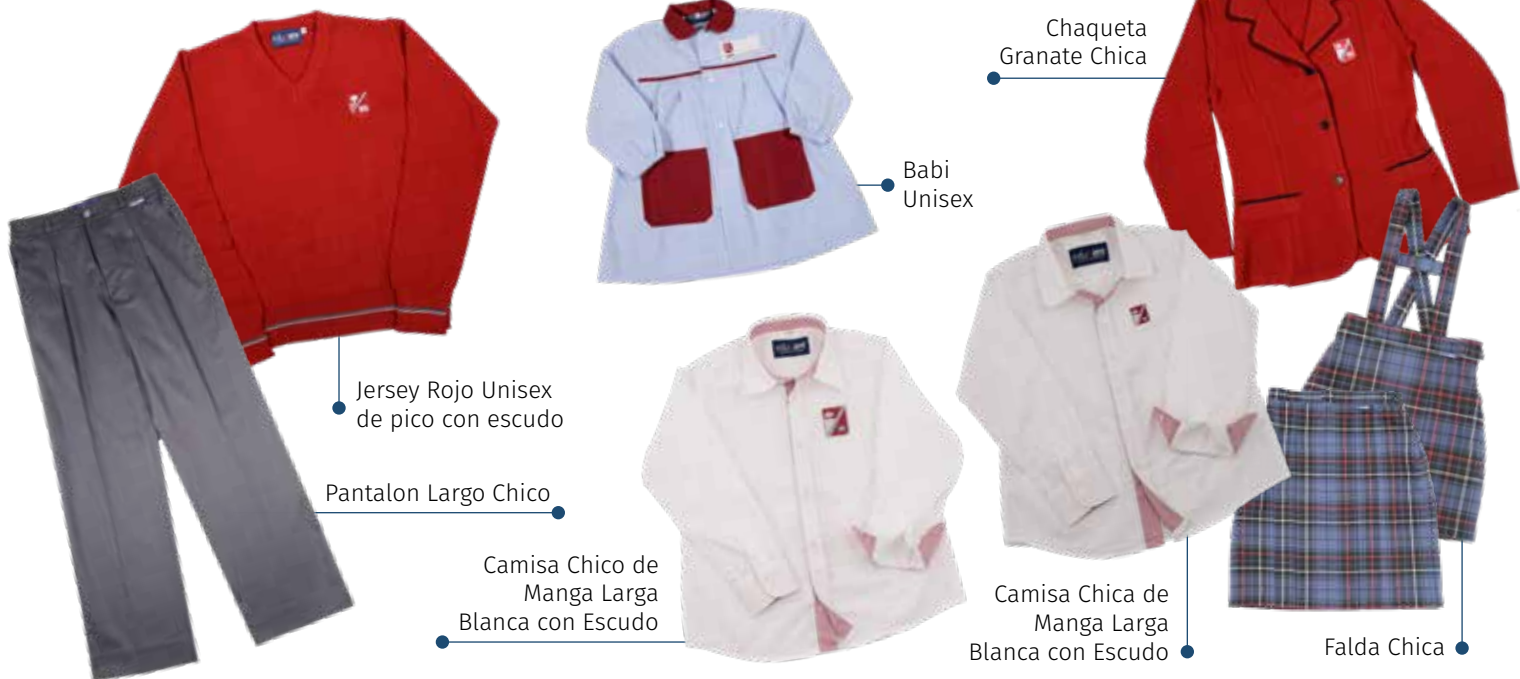 Chaqueta
Granate Chica
Babi
Unisex
Jersey Rojo Unisex
de pico con escudo
Pantalon Largo Chico
Camisa Chico de
Manga Larga
Blanca con Escudo
Camisa Chica de
Manga Larga
Blanca con Escudo
Falda Chica